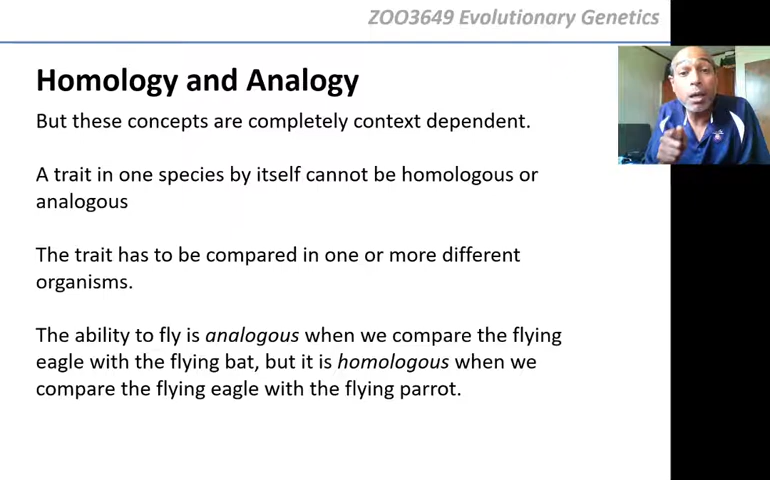 ZOO3649 Evolutionary Genetics
Homology and Analogy
But these concepts are completely context dependent.
A trait in one species by itself cannot be homologous or
analogous
The trait has to be compared in one or more different
organisms.
The ability to fly is analogous when we compare the flying
eagle with the flying bat, but it is homologous when we
compare the flying eagle with the flying parrot.